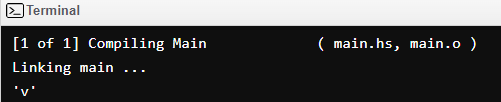 Terminal
[1 of 1] Compiling Main             ( main.hs, main.o )
Linking main ...
'v'